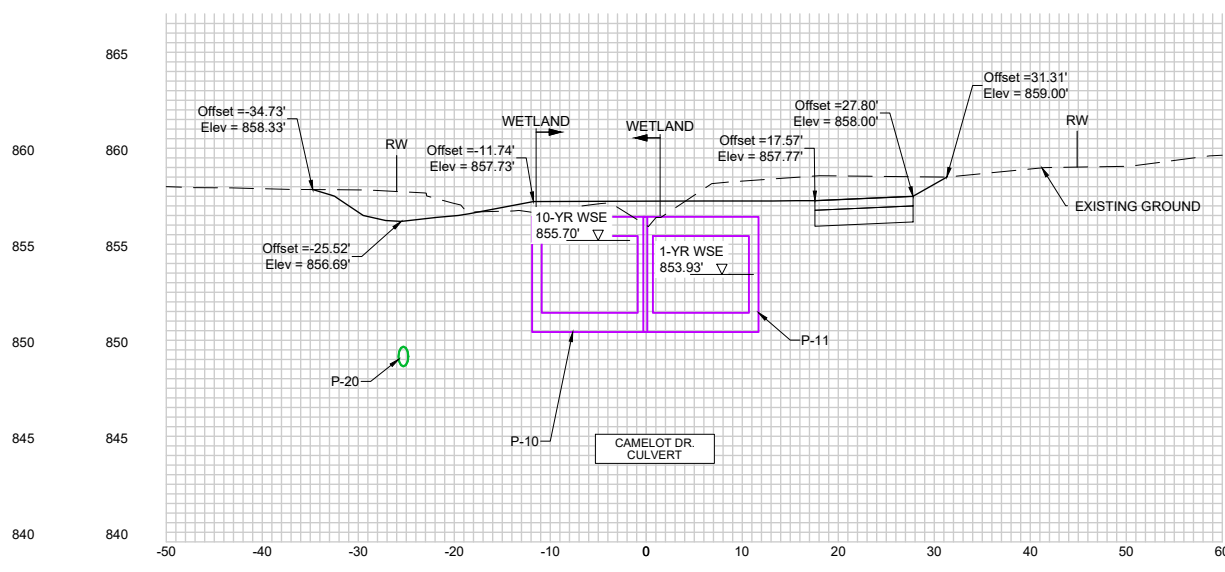 865
Offset =31.31'
Elev = 859.00'
Offset =-34.73'
Elev = 858.33'
Offset =27.80'
Elev = 858.00'
WETLAND
WETLAND
RW
Offset =17.57'
Elev = 857.77'
860
860
RW
Offset =-11.74'
Elev = 857.73'
EXISTING GROUND
10-YR WSE
855.70'
855
855
Offset =-25.52'
Elev = 856.69'
1-YR WSE
853.93'
850
850
P-11
P-20
845
845
P-10
CAMELOT DR.
CULVERT
840
840
-50
-40
-30
-20
-10
0
0
10
20
30
40
50
60